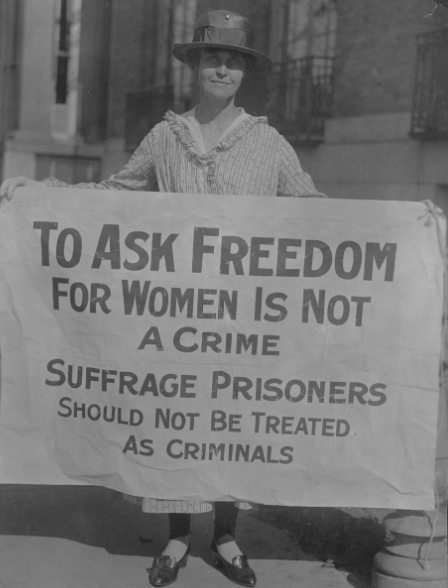 TO ASK FREEDOM
FOR WOMEN IS NOT
A CRIME
SUFFRAGE PRISONERS
SHOULD NOT BE TREATED
AS CRIMINALS